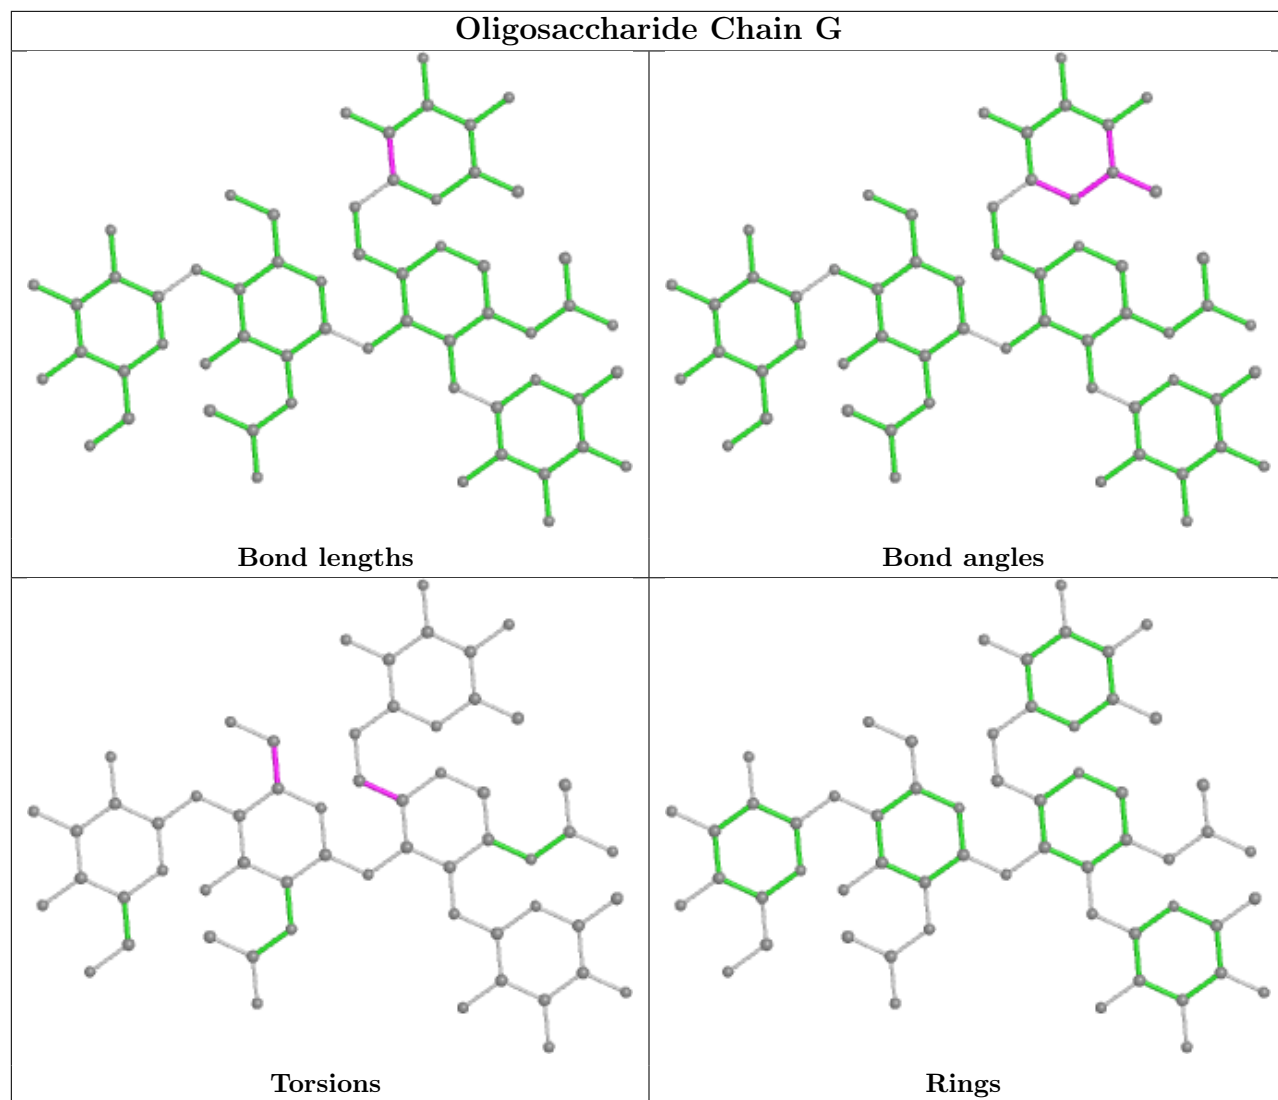 Oligosaccharide Chain G
Bond lengths
Bond angles
Torsions
Rings